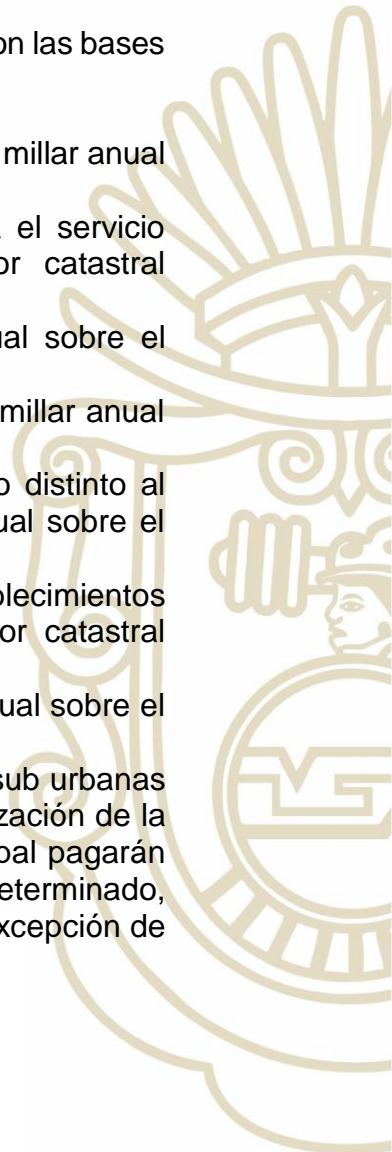 on las bases
millar anual
el servicio
or catastral
ual sobre el
millar anual
o distinto al
ual sobre el
olecimientos
or catastral
ual sobre el
sub urbanas
zación de la
pal pagarán
eterminado,
xcepción de